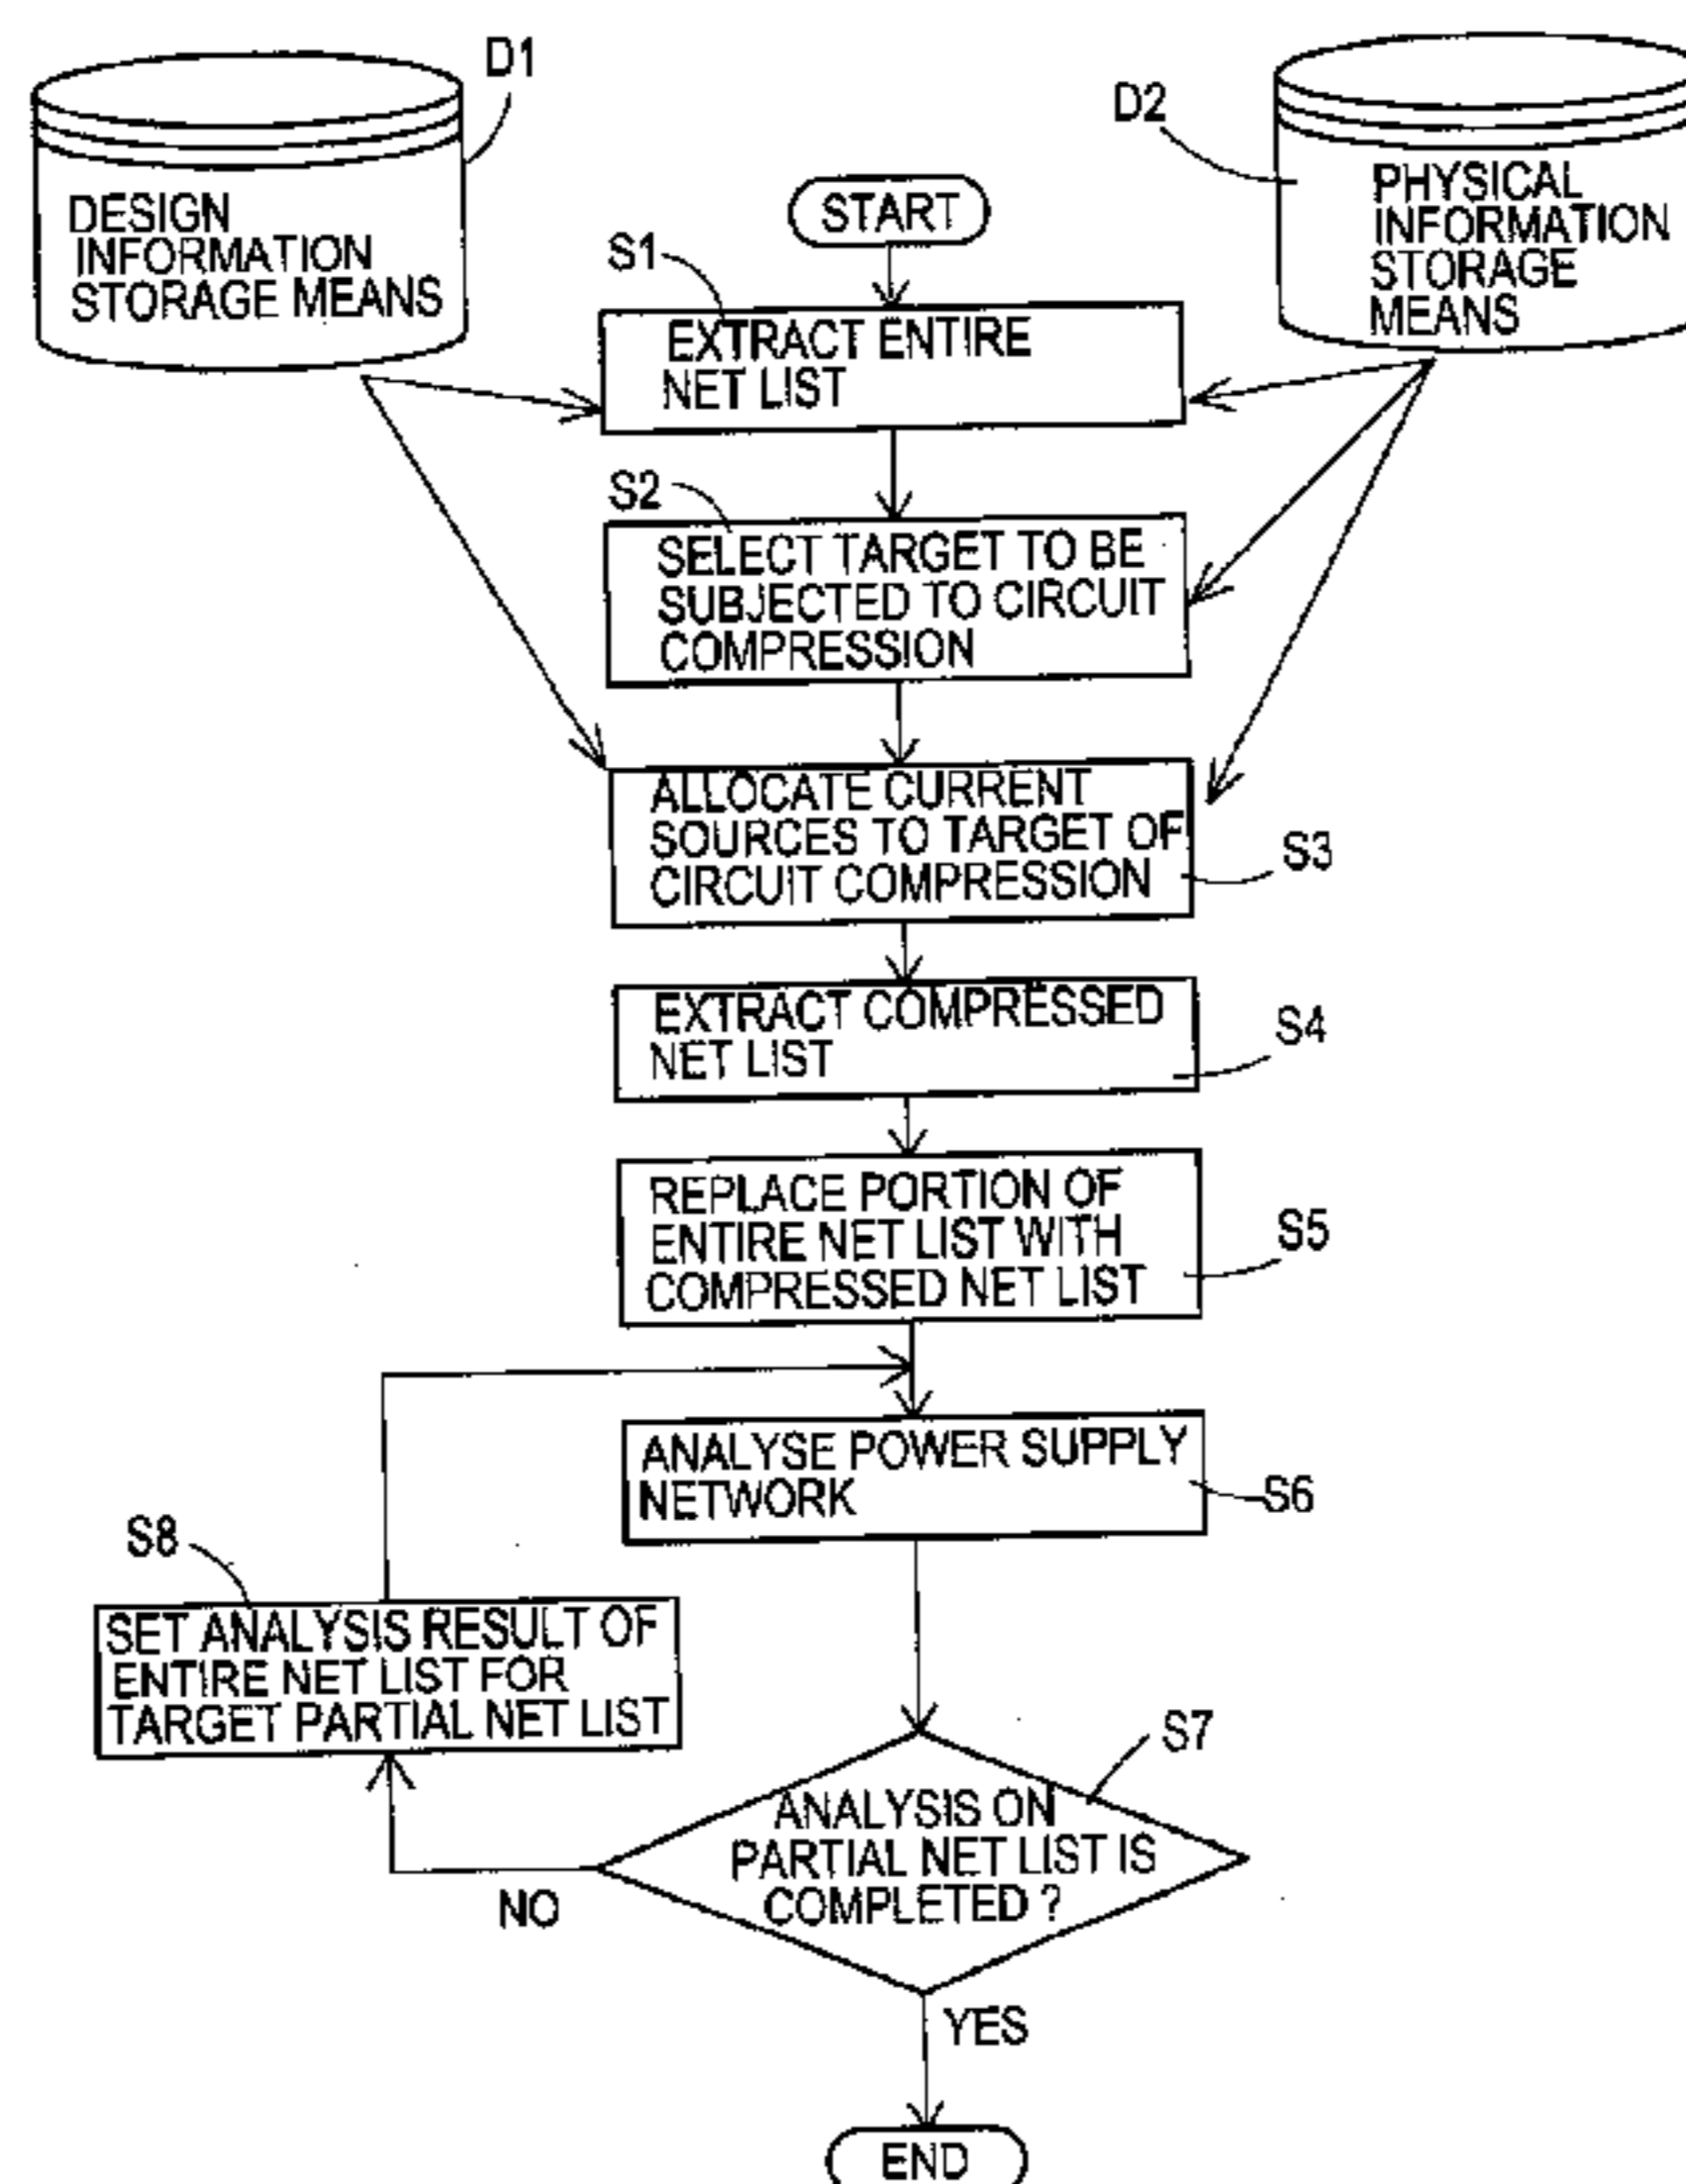 D1
DESIGN
INFORMATION
STORAGE MEANS
D2
PHYSICAL
INFORMATION
STORAGE
MEANS
START
S1
EXTRACT ENTIRE
NET LIST
S2
SELECT TARGET TO BE
SUBJECTED TO CIRCUIT
COMPRESSION
ALLOCATE CURRENT
SOURCES TO TARGET OF
CIRCUIT COMPRESSION
S3
EXTRACT COMPRESSED
NET LIST
S4
REPLACE PORTION OF
ENTIRE NET LIST WITH
COMPRESSED NET LIST
S5
ANALYSE POWER SUPPLY
NETWORK
S6
S8
SET ANALYSIS RESULT OF
ENTIRE NET LIST FOR
TARGET PARTIAL NET LIST
S7
ANALYSIS ON
PARTIAL NET LIST IS
COMPLETED ?
NO
YES
END